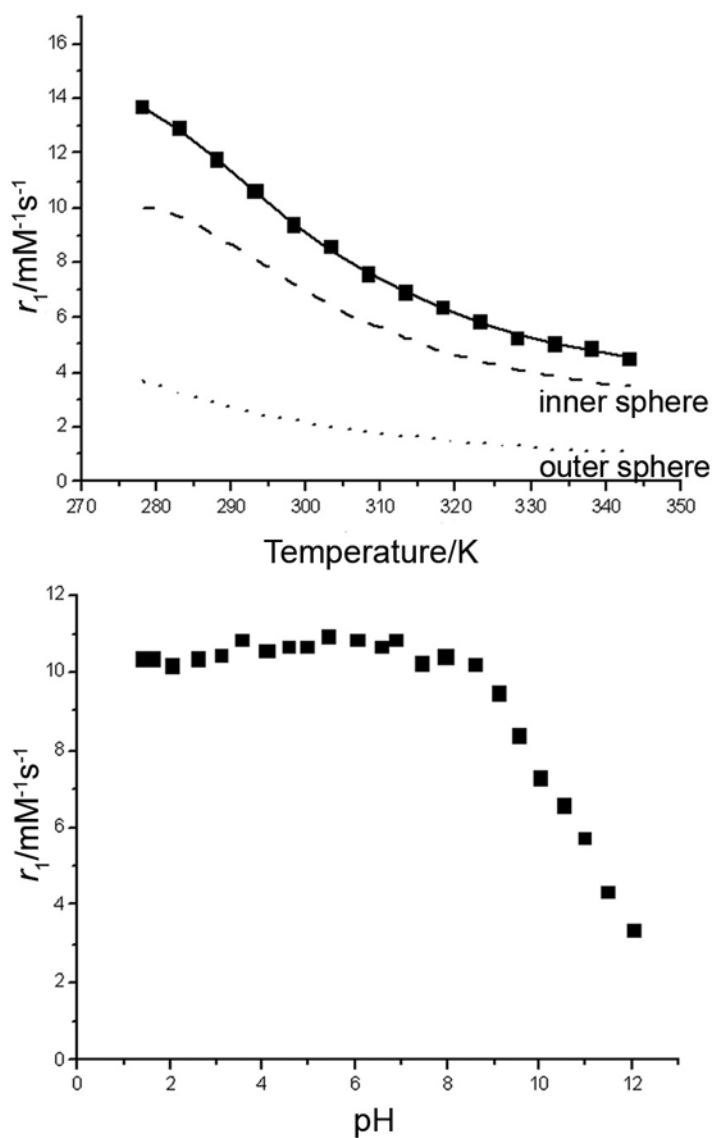 16
14
12
10
8
6
4
2
0
r₁/mM⁻¹s⁻¹
inner sphere
outer sphere
270 280 290 300 310 320 330 340 350
Temperature/K
12
10
8
6
4
2
0
r₁/mM⁻¹s⁻¹
0 2 4 6 8 10 12
pH